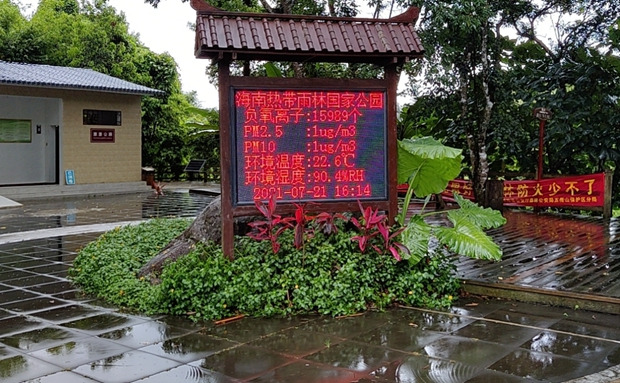 海南热带雨林国家公园
负氧离子:15989个
PM2.5 :1ug/m3
PM10 :1ug/m3
环境温度:22.6℃
环境湿度:90.4%RH
2021-07-21 16:14
防火少不了